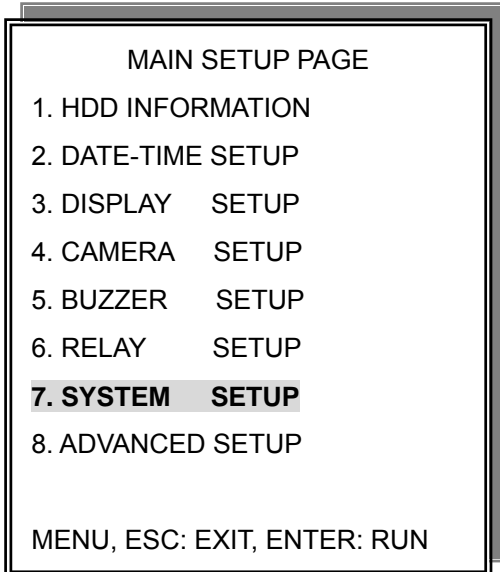 MAIN SETUP PAGE
1. HDD INFORMATION
2. DATE-TIME SETUP
3. DISPLAY SETUP
4. CAMERA SETUP
5. BUZZER SETUP
6. RELAY SETUP
7. SYSTEM SETUP
8. ADVANCED SETUP
MENU, ESC: EXIT, ENTER: RUN